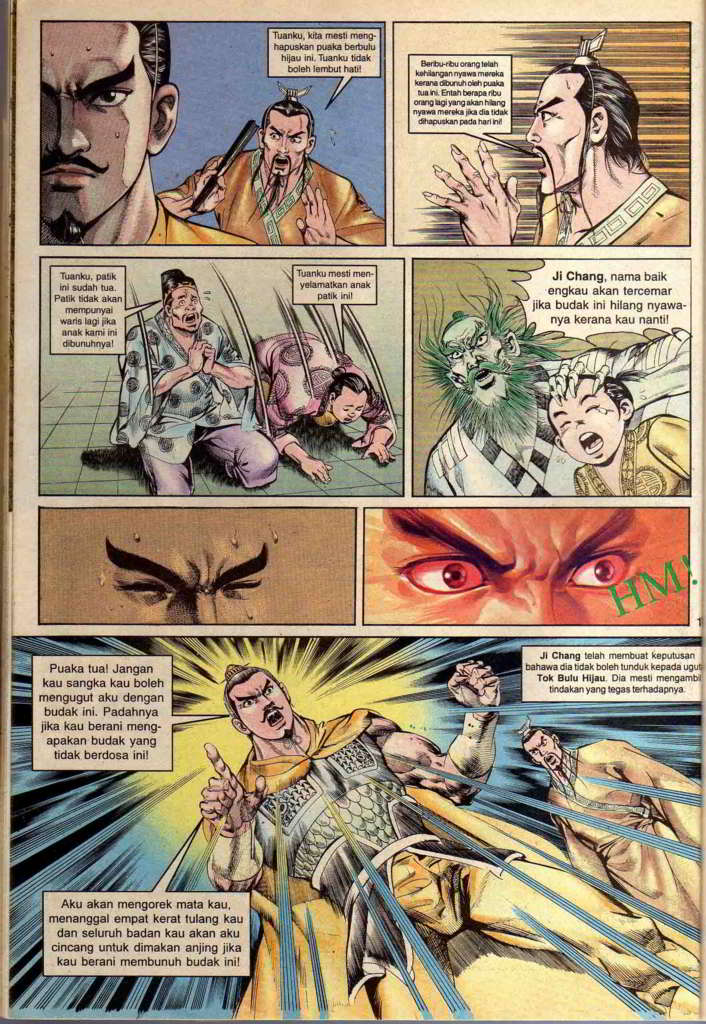 Tuanku, kita mesti meng-
hapuskan puaka berbulu
hijau ini. Tuanku tidak
boleh lembut hati!
Beribu-ribu orang telah
kehilangan nyawa mereka
kerana dibunuh oleh puaka
tua ini. Entah berapa ribu
orang lagi yang akan hilang
nyawa mereka jika dia tidak
dihapuskan pada hari ini!
Tuanku, patik
ini sudah tua.
Patik tidak akan
mempunyai
waris lagi jika
anak kami ini
dibunuhnya!
Tuanku mesti men-
yelamatkan anak
patik ini!
Ji Chang, nama baik
engkau akan tercemar
jika budak ini hilang nyawa-
nya kerana kau nanti!
HM!
1
Puaka tua! Jangan
kau sangka kau boleh
mengugut aku dengan
budak ini. Padahnya
jika kau berani meng-
apakan budak yang
tidak berdosa ini!
Ji Chang telah membuat keputusan
bahawa dia tidak boleh tunduk kepada ugut
Tok Bulu Hijau. Dia mesti mengambil
tindakan yang tegas terhadapnya.
Aku akan mengorek mata kau,
menanggal empat kerat tulang kau
dan seluruh badan kau akan aku
cincang untuk dimakan anjing jika
kau berani membunuh budak ini!